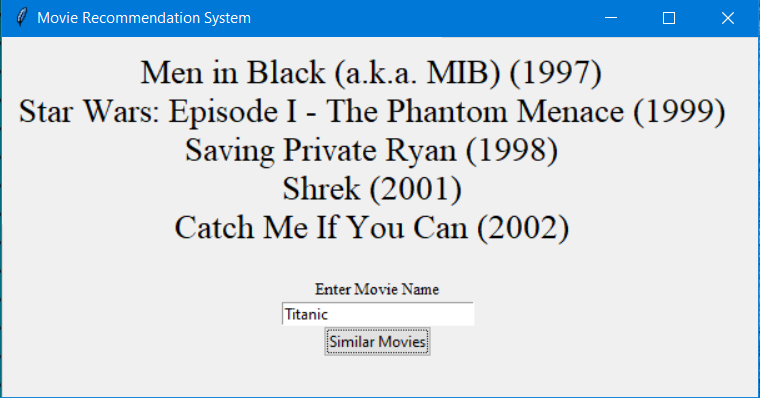 Movie Recommendation System
Men in Black (a.k.a. MIB) (1997)
Star Wars: Episode I - The Phantom Menace (1999)
Saving Private Ryan (1998)
Shrek (2001)
Catch Me If You Can (2002)
Enter Movie Name
Titanic
Similar Movies